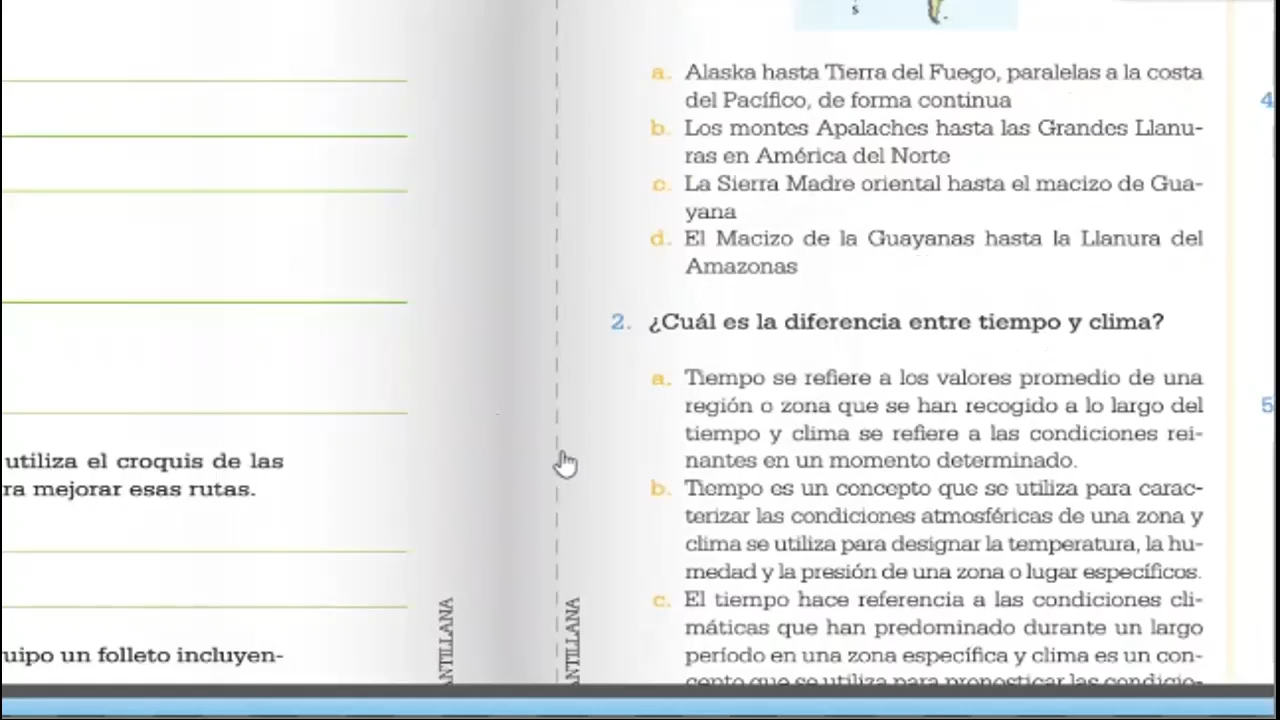 utiliza el croquis de las
ra mejorar esas rutas.
uipo un folleto incluyen-
ANTILLANA
ANTILLANA
s
a. Alaska hasta Tierra del Fuego, paralelas a la costa
del Pacífico, de forma continua
b. Los montes Apalaches hasta las Grandes Llanu-
ras en América del Norte
c. La Sierra Madre oriental hasta el macizo de Gua-
yana
d. El Macizo de la Guayanas hasta la Llanura del
Amazonas
2. ¿Cuál es la diferencia entre tiempo y clima?
a. Tiempo se refiere a los valores promedio de una
región o zona que se han recogido a lo largo del
tiempo y clima se refiere a las condiciones rei-
nantes en un momento determinado.
b. Tiempo es un concepto que se utiliza para carac-
terizar las condiciones atmosféricas de una zona y
clima se utiliza para designar la temperatura, la hu-
medad y la presión de una zona o lugar específicos.
c. El tiempo hace referencia a las condiciones cli-
máticas que han predominado durante un largo
período en una zona específica y clima es un con-
cepto que se utiliza para pronosticar las condicio-
4
5